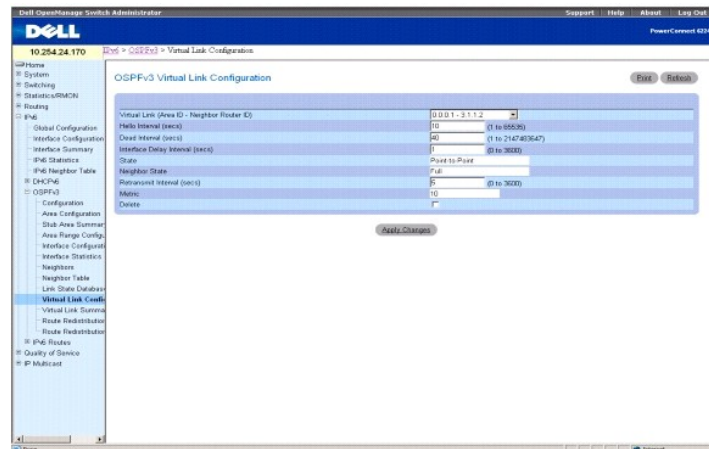 Dell OpenManage Switch Administrator
Support Help About Log Out
DELL
PowerConnect 622
10.254.24.170
IPv6 > OSPFv3 > Virtual Link Configuration
Home
System
Switching
Statistics/RMON
Routing
IPv6
Global Configuration
Interface Configuration
Interface Summary
IPv6 Statistics
IPv6 Neighbor Table
DHCPv6
OSPFv3
Configuration
Area Configuration
Stub Area Summar
Area Range Configu
Interface Configurati
Interface Statistics
Neighbors
Neighbor Table
Link State Databas
Virtual Link Confi
Virtual Link Summa
Route Redistributio
Route Redistributio
IPv6 Routes
Quality of Service
IP Multicast
OSPFv3 Virtual Link Configuration
Print Refresh
Virtual Link (Area ID - Neighbor Router ID) 0.0.0.1 - 3.1.1.2
Hello Interval (secs) 10 (1 to 65535)
Dead Interval (secs) 40 (1 to 2147483647)
Interface Delay Interval (secs) 1 (0 to 3600)
State Point-to-Point
Neighbor State Full
Retransmit Interval (secs) 5 (0 to 3600)
Metric 10
Delete
Apply Changes